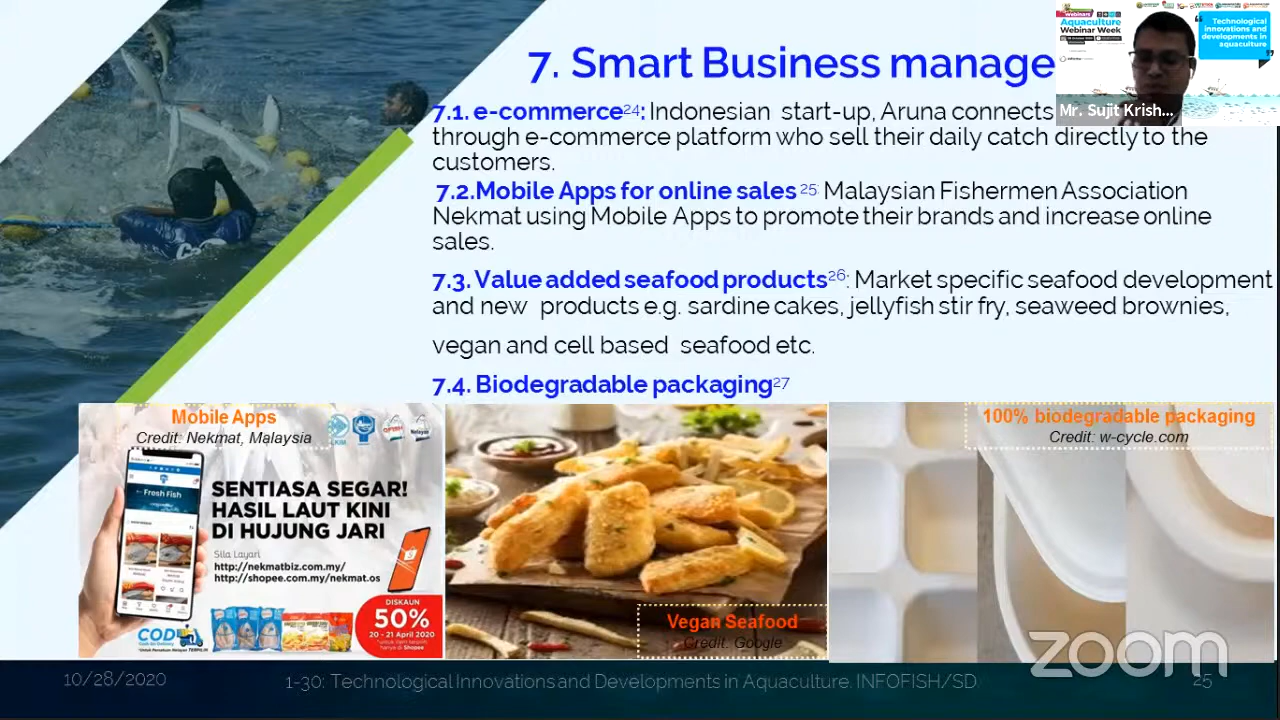 7. Smart Business manage
7.1. e-commerce24: Indonesian start-up, Aruna connects
through e-commerce platform who sell their daily catch directly to the
customers.
7.2.Mobile Apps for online sales 25: Malaysian Fishermen Association
Nekmat using Mobile Apps to promote their brands and increase online
sales.
7.3. Value added seafood products26: Market specific seafood development
and new products e.g. sardine cakes, jellyfish stir fry, seaweed brownies,
vegan and cell based seafood etc.
7.4. Biodegradable packaging27
Webinars
Aquaculture
Webinar Week
Technological
innovations and
developments in
aquaculture
Mr. Sujit Krish...
Mobile Apps
Credit: Nekmat, Malaysia
Fresh Fish
SENTIASA SEGAR!
HASIL LAUT KINI
DI HUJUNG JARI
Sila Layari
http://nekmatbiz.com.my/
http://shopee.com.my/nekmat.os
COD
DISKAUN
50%
20 - 21 April 2020
hanya di Shopee
Vegan Seafood
Credit: Google
100% biodegradable packaging
Credit: w-cycle.com
zoom
10/28/2020
1-30: Technological Innovations and Developments in Aquaculture. INFOFISH/SD
25